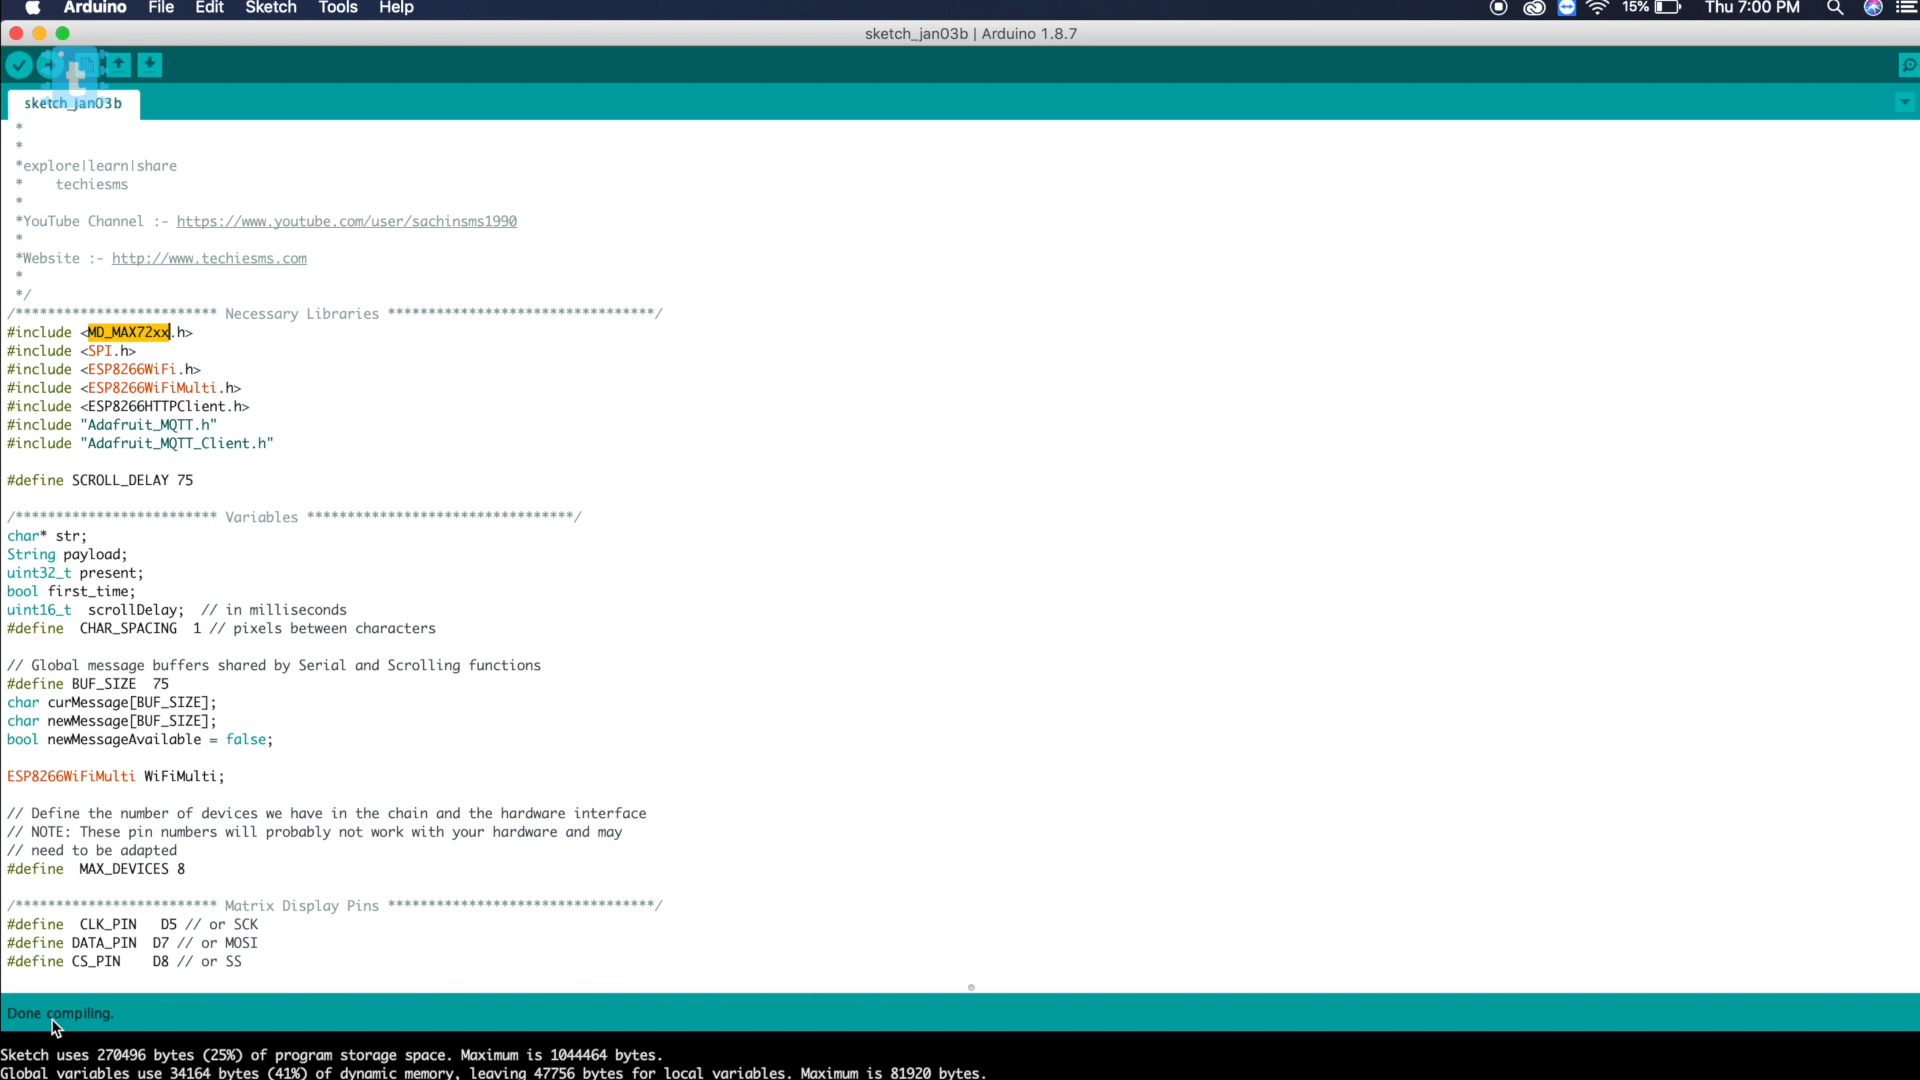 Arduino File Edit Sketch Tools Help 15% Thu 7:00 PM
sketch_jan03b | Arduino 1.8.7
t
sketch_jan03b
*
*
*explore|learn|share
* techiesms
*
*YouTube Channel :- https://www.youtube.com/user/sachinsms1990
*
*Website :- http://www.techiesms.com
*
*/
/************************* Necessary Libraries *********************************/
#include <MD_MAX72xx.h>
#include <SPI.h>
#include <ESP8266WiFi.h>
#include <ESP8266WiFiMulti.h>
#include <ESP8266HTTPClient.h>
#include "Adafruit_MQTT.h"
#include "Adafruit_MQTT_Client.h"
#define SCROLL_DELAY 75
/************************* Variables *********************************/
char* str;
String payload;
uint32_t present;
bool first_time;
uint16_t scrollDelay; // in milliseconds
#define CHAR_SPACING 1 // pixels between characters
// Global message buffers shared by Serial and Scrolling functions
#define BUF_SIZE 75
char curMessage[BUF_SIZE];
char newMessage[BUF_SIZE];
bool newMessageAvailable = false;
ESP8266WiFiMulti WiFiMulti;
// Define the number of devices we have in the chain and the hardware interface
// NOTE: These pin numbers will probably not work with your hardware and may
// need to be adapted
#define MAX_DEVICES 8
/************************* Matrix Display Pins *********************************/
#define CLK_PIN D5 // or SCK
#define DATA_PIN D7 // or MOSI
#define CS_PIN D8 // or SS
Done compiling.
Sketch uses 270496 bytes (25%) of program storage space. Maximum is 1044464 bytes.
Global variables use 34164 bytes (41%) of dynamic memory, leaving 47756 bytes for local variables. Maximum is 81920 bytes.